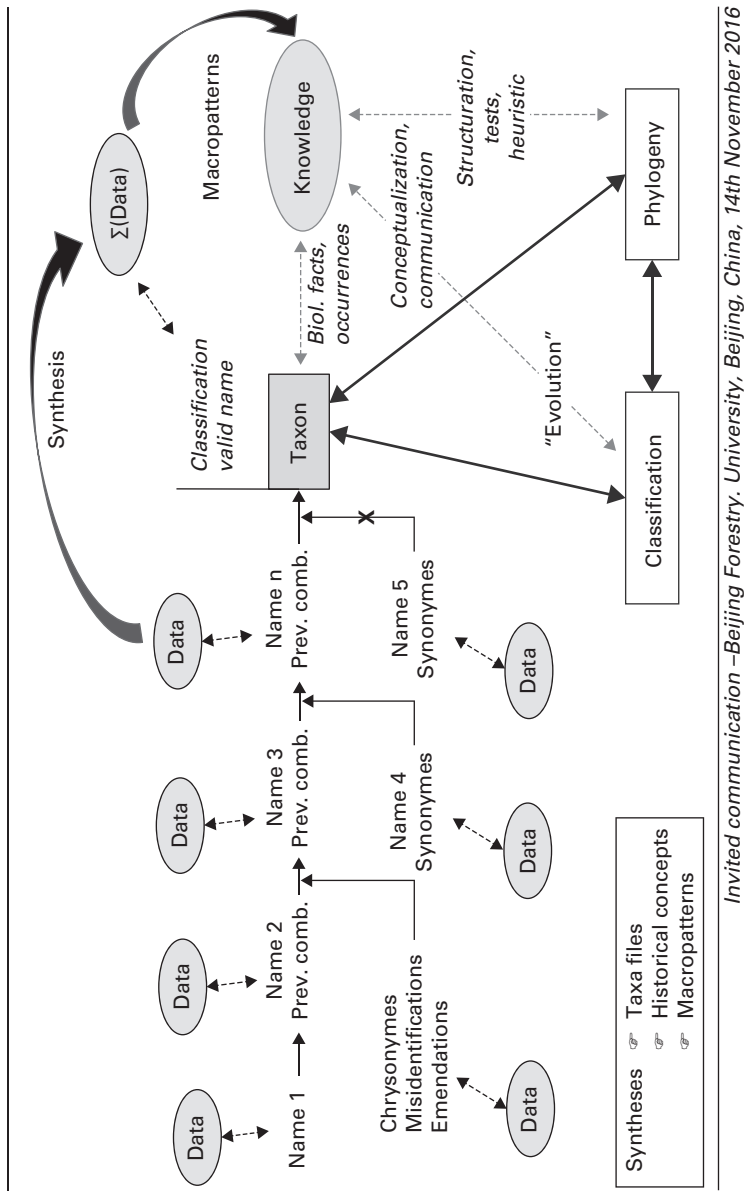 Synthesis
Σ(Data)
Macropatterns
Data
Data
Data
Data
Classification
valid name
Knowledge
Name 1
Name 2
Prev. comb.
Name 3
Prev. comb.
Name n
Prev. comb.
Taxon
Biol. facts,
occurrences
Chrysonymes
Misidentifications
Emendations
Name 4
Synonymes
Name 5
Synonymes
X
Conceptualization,
communication
Structuration,
tests,
heuristic
Data
Data
Data
"Evolution"
Classification
Phylogeny
Syntheses ☞ Taxa files
☞ Historical concepts
☞ Macropatterns
Invited communication –Beijing Forestry. University, Beijing, China, 14th November 2016